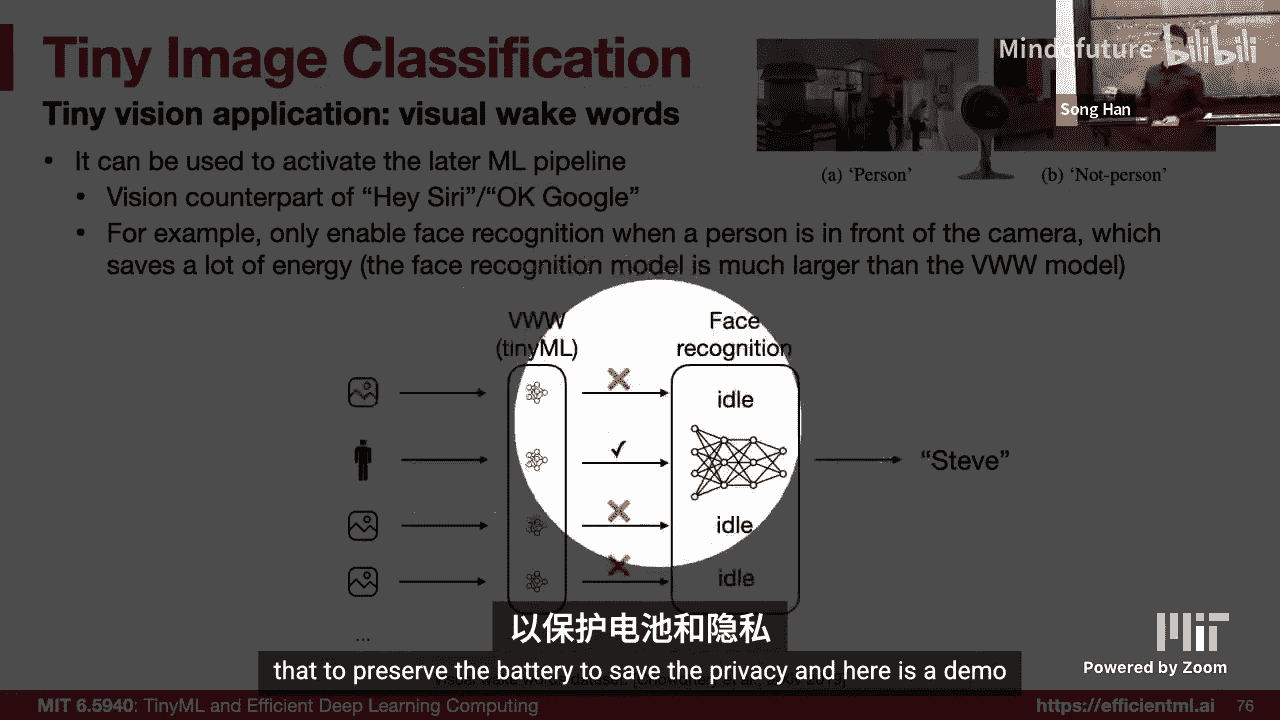 Tiny Image Classification
Mindofuture bilibili
Song Han
Tiny vision application: visual wake words
• It can be used to activate the later ML pipeline
• Vision counterpart of “Hey Siri”/“OK Google”
• For example, only enable face recognition when a person is in front of the camera, which
saves a lot of energy (the face recognition model is much larger than the VWW model)
(a) ‘Person’
(b) ‘Not-person’
VWW
(tinyML)
Face
recognition
idle
“Steve”
idle
idle
...
以保护电池和隐私
that to preserve the battery to save the privacy and here is a demo
MIT
Powered by Zoom
MIT 6.5940: TinyML and Efficient Deep Learning Computing
https://efficientml.ai
76